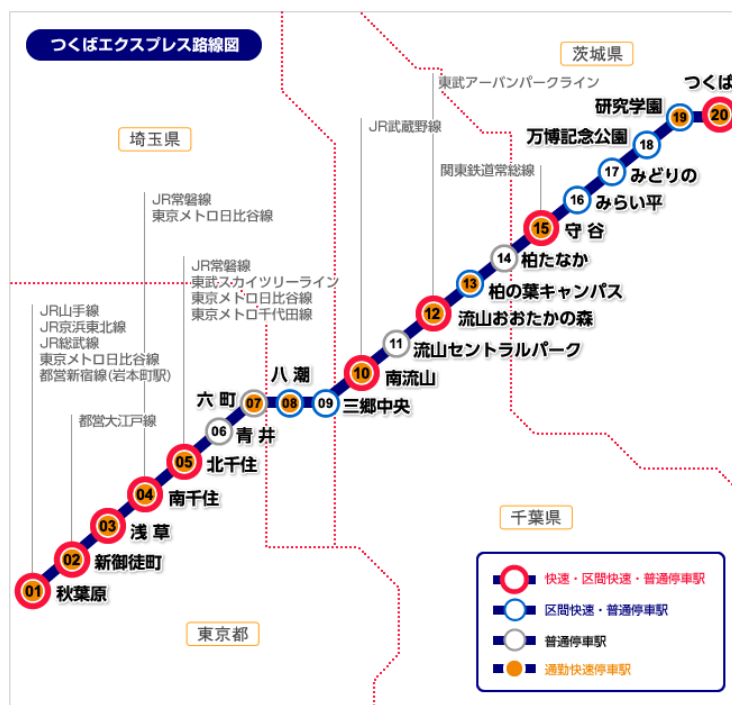 つくばエクスプレス路線図
茨城県
つくば
東武アーバンパークライン
研究学園
19
20
埼玉県
JR武蔵野線
万博記念公園
18
関東鉄道常総線
17
みどりの
16
みらい平
JR常磐線
東京メトロ日比谷線
15
守谷
14
柏たなか
JR常磐線
東武スカイツリーライン
東京メトロ日比谷線
東京メトロ千代田線
13
柏の葉キャンパス
JR山手線
JR京浜東北線
JR総武線
東京メトロ日比谷線
都営新宿線(岩本町駅)
12
流山おおたかの森
11
流山セントラルパーク
10
南流山
八潮
六町
07
08
09
三郷中央
都営大江戸線
06
青井
05
北千住
04
南千住
03
浅草
千葉県
02
新御徒町
01
秋葉原
東京都
快速・区間快速・普通停車駅
区間快速・普通停車駅
普通停車駅
通勤快速停車駅